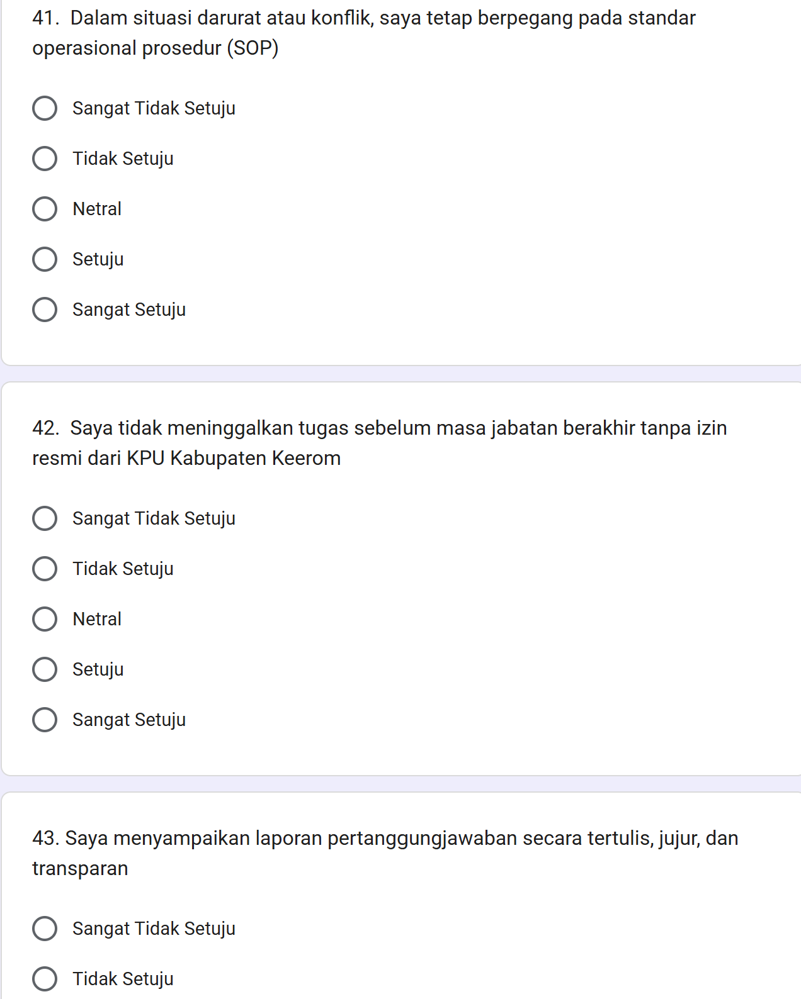 41.  Dalam situasi darurat atau konflik, saya tetap berpegang pada standar
operasional prosedur (SOP)
Sangat Tidak Setuju
Tidak Setuju
Netral
Setuju
Sangat Setuju
42.  Saya tidak meninggalkan tugas sebelum masa jabatan berakhir tanpa izin
resmi dari KPU Kabupaten Keerom
Sangat Tidak Setuju
Tidak Setuju
Netral
Setuju
Sangat Setuju
43. Saya menyampaikan laporan pertanggungjawaban secara tertulis, jujur, dan
transparan
Sangat Tidak Setuju
Tidak Setuju